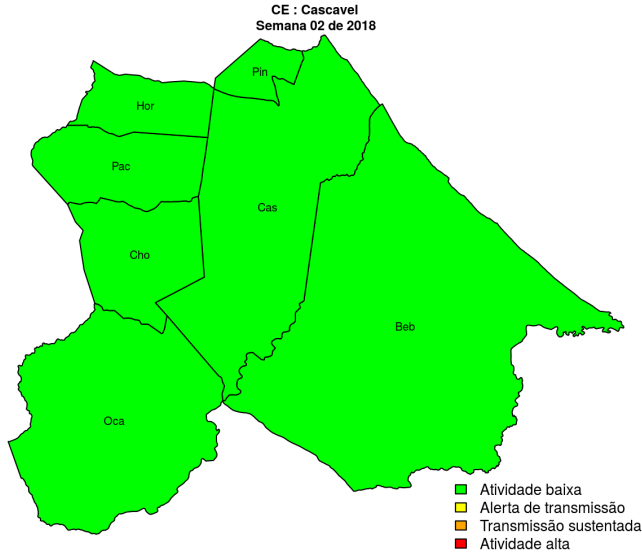 CE : Cascavel
Semana 02 de 2018
Pin
Hor
Pac
Cas
Cho
Beb
Oca
Atividade baixa
Alerta de transmissão
Transmissão sustentada
Atividade alta